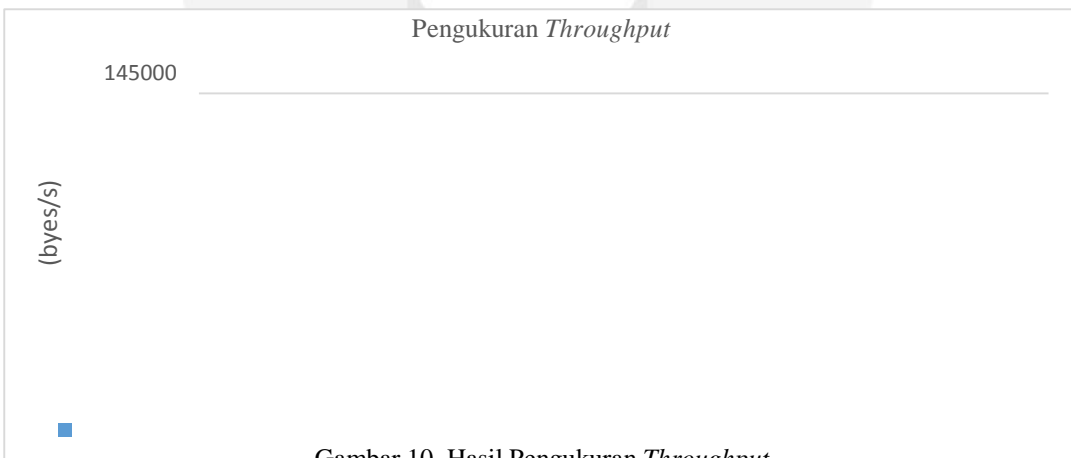 Pengukuran Throughput
145000
(byes/s)
Gambar 10. Hasil Pengukuran Throughput